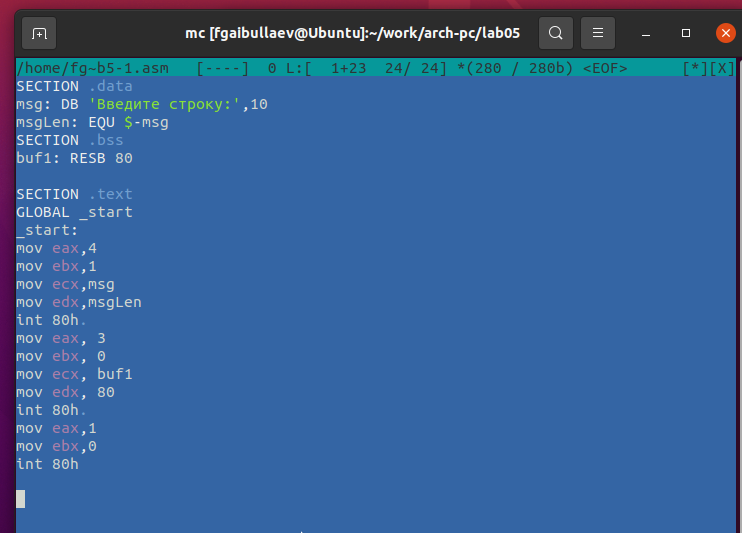 mc [fgaibullaev@Ubuntu]:~/work/arch-pc/lab05
/home/fg~b5-1.asm   [----]  0 L:[  1+23  24/ 24] *(280 / 280b) <EOF>      [*][X]
SECTION .data
msg: DB 'Введите строку:',10
msgLen: EQU $-msg
SECTION .bss
buf1: RESB 80

SECTION .text
GLOBAL _start
_start:
mov eax,4
mov ebx,1
mov ecx,msg
mov edx,msgLen
int 80h.
mov eax, 3
mov ebx, 0
mov ecx, buf1
mov edx, 80
int 80h.
mov eax,1
mov ebx,0
int 80h